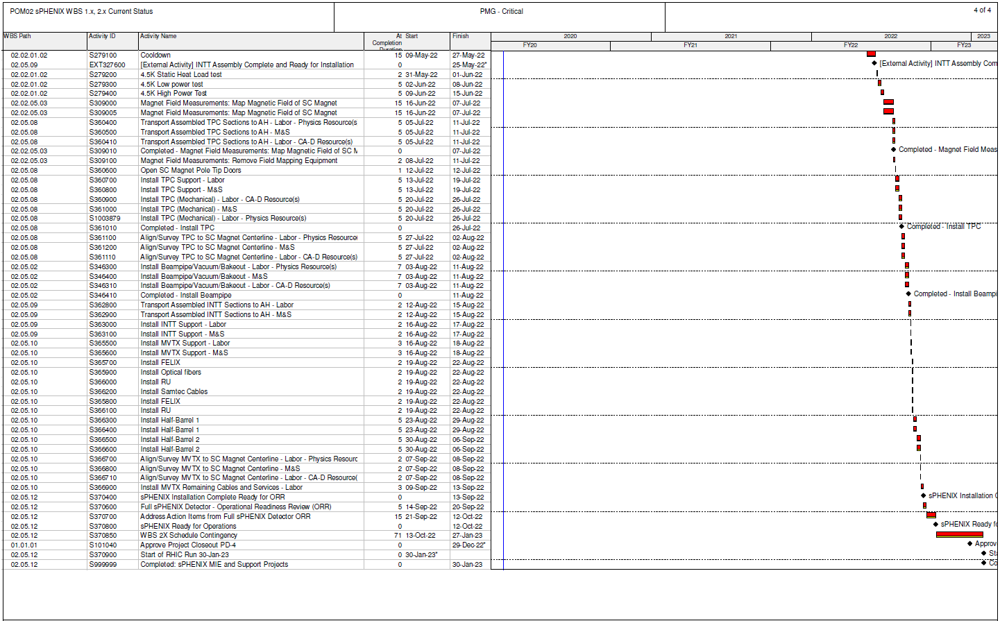 POM02 sPHENIX WBS 1.x, 2.x Current Status PMG - Critical 4 of 4
WBS Path Activity ID Activity Name At Completion Duration Start Finish 2020 2021 2022 2023
FY20 FY21 FY22 FY23
02.02.01.02 S279100 Cooldown 15 09-May-22 27-May-22
02.05.09 EXT327600 [External Activity] INTT Assembly Complete and Ready for Installation 0 25-May-22* [External Activity] INTT Assembly Com
02.02.01.02 S279200 4.5K Static Heat Load test 2 31-May-22 01-Jun-22
02.02.01.02 S279300 4.5K Low power test 5 02-Jun-22 08-Jun-22
02.02.01.02 S279400 4.5K High Power Test 5 09-Jun-22 15-Jun-22
02.02.05.03 S309000 Magnet Field Measurements: Map Magnetic Field of SC Magnet 15 16-Jun-22 07-Jul-22
02.02.05.03 S309005 Magnet Field Measurements: Map Magnetic Field of SC Magnet 15 16-Jun-22 07-Jul-22
02.05.08 S360400 Transport Assembled TPC Sections to AH - Labor - Physics Resource(s 5 05-Jul-22 11-Jul-22
02.05.08 S360500 Transport Assembled TPC Sections to AH - M&S 5 05-Jul-22 11-Jul-22
02.05.08 S360410 Transport Assembled TPC Sections to AH - Labor - CA-D Resource(s) 5 05-Jul-22 11-Jul-22
02.02.05.03 S309010 Completed - Magnet Field Measurements: Map Magnetic Field of SC M 0 07-Jul-22 Completed - Magnet Field Meas
02.02.05.03 S309100 Magnet Field Measurements: Remove Field Mapping Equipment 2 08-Jul-22 11-Jul-22
02.05.08 S360600 Open SC Magnet Pole Tip Doors 1 12-Jul-22 12-Jul-22
02.05.08 S360700 Install TPC Support - Labor 5 13-Jul-22 19-Jul-22
02.05.08 S360800 Install TPC Support - M&S 5 13-Jul-22 19-Jul-22
02.05.08 S360900 Install TPC (Mechanical) - Labor - CA-D Resource(s) 5 20-Jul-22 26-Jul-22
02.05.08 S361000 Install TPC (Mechanical) - M&S 5 20-Jul-22 26-Jul-22
02.05.08 S1003879 Install TPC (Mechanical) - Labor - Physics Resource(s) 5 20-Jul-22 26-Jul-22
02.05.08 S361010 Completed - Install TPC 0 26-Jul-22 Completed - Install TPC
02.05.08 S361100 Align/Survey TPC to SC Magnet Centerline - Labor - Physics Resource( 5 27-Jul-22 02-Aug-22
02.05.08 S361200 Align/Survey TPC to SC Magnet Centerline - M&S 5 27-Jul-22 02-Aug-22
02.05.08 S361110 Align/Survey TPC to SC Magnet Centerline - Labor - CA-D Resource(s) 5 27-Jul-22 02-Aug-22
02.05.02 S346300 Install Beampipe/Vacuum/Bakeout - Labor - Physics Resource(s) 7 03-Aug-22 11-Aug-22
02.05.02 S346400 Install Beampipe/Vacuum/Bakeout - M&S 7 03-Aug-22 11-Aug-22
02.05.02 S346310 Install Beampipe/Vacuum/Bakeout - Labor - CA-D Resource(s) 7 03-Aug-22 11-Aug-22
02.05.02 S346410 Completed - Install Beampipe 0 11-Aug-22 Completed - Install Beampi
02.05.09 S362800 Transport Assembled INTT Sections to AH - Labor 2 12-Aug-22 15-Aug-22
02.05.09 S362900 Transport Assembled INTT Sections to AH - M&S 2 12-Aug-22 15-Aug-22
02.05.09 S363000 Install INTT Support - Labor 2 16-Aug-22 17-Aug-22
02.05.09 S363100 Install INTT Support - M&S 2 16-Aug-22 17-Aug-22
02.05.10 S365500 Install MVTX Support - Labor 3 16-Aug-22 18-Aug-22
02.05.10 S365600 Install MVTX Support - M&S 3 16-Aug-22 18-Aug-22
02.05.10 S365700 Install FELIX 2 19-Aug-22 22-Aug-22
02.05.10 S365900 Install Optical fibers 2 19-Aug-22 22-Aug-22
02.05.10 S366000 Install RU 2 19-Aug-22 22-Aug-22
02.05.10 S366200 Install Samtec Cables 2 19-Aug-22 22-Aug-22
02.05.10 S365800 Install FELIX 2 19-Aug-22 22-Aug-22
02.05.10 S366100 Install RU 2 19-Aug-22 22-Aug-22
02.05.10 S366300 Install Half-Barrel 1 5 23-Aug-22 29-Aug-22
02.05.10 S366400 Install Half-Barrel 1 5 23-Aug-22 29-Aug-22
02.05.10 S366500 Install Half-Barrel 2 5 30-Aug-22 06-Sep-22
02.05.10 S366600 Install Half-Barrel 2 5 30-Aug-22 06-Sep-22
02.05.10 S366700 Align/Survey MVTX to SC Magnet Centerline - Labor - Physics Resourc 2 07-Sep-22 08-Sep-22
02.05.10 S366800 Align/Survey MVTX to SC Magnet Centerline - M&S 2 07-Sep-22 08-Sep-22
02.05.10 S366710 Align/Survey MVTX to SC Magnet Centerline - Labor - CA-D Resource( 2 07-Sep-22 08-Sep-22
02.05.10 S366900 Install MVTX Remaining Cables and Services - Labor 3 09-Sep-22 13-Sep-22
02.05.12 S370400 sPHENIX Installation Complete Ready for ORR 0 13-Sep-22 sPHENIX Installation C
02.05.12 S370600 Full sPHENIX Detector - Operational Readiness Review (ORR) 5 14-Sep-22 20-Sep-22
02.05.12 S370700 Address Action Items from Full sPHENIX Detector ORR 15 21-Sep-22 12-Oct-22
02.05.12 S370800 sPHENIX Ready for Operations 0 12-Oct-22 sPHENIX Ready fo
02.05.12 S370850 WBS 2X Schedule Contingency 71 13-Oct-22 27-Jan-23
01.01.01 S101040 Approve Project Closeout PD-4 0 29-Dec-22* Approv
02.05.12 S370900 Start of RHIC Run 30-Jan-23 0 30-Jan-23* Sta
02.05.12 S999999 Completed: sPHENIX MIE and Support Projects 0 30-Jan-23 Co